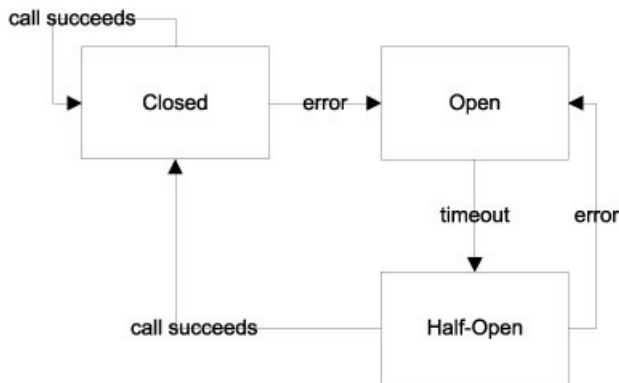 call succeeds
Closed
error
Open
timeout
error
call succeeds
Half-Open